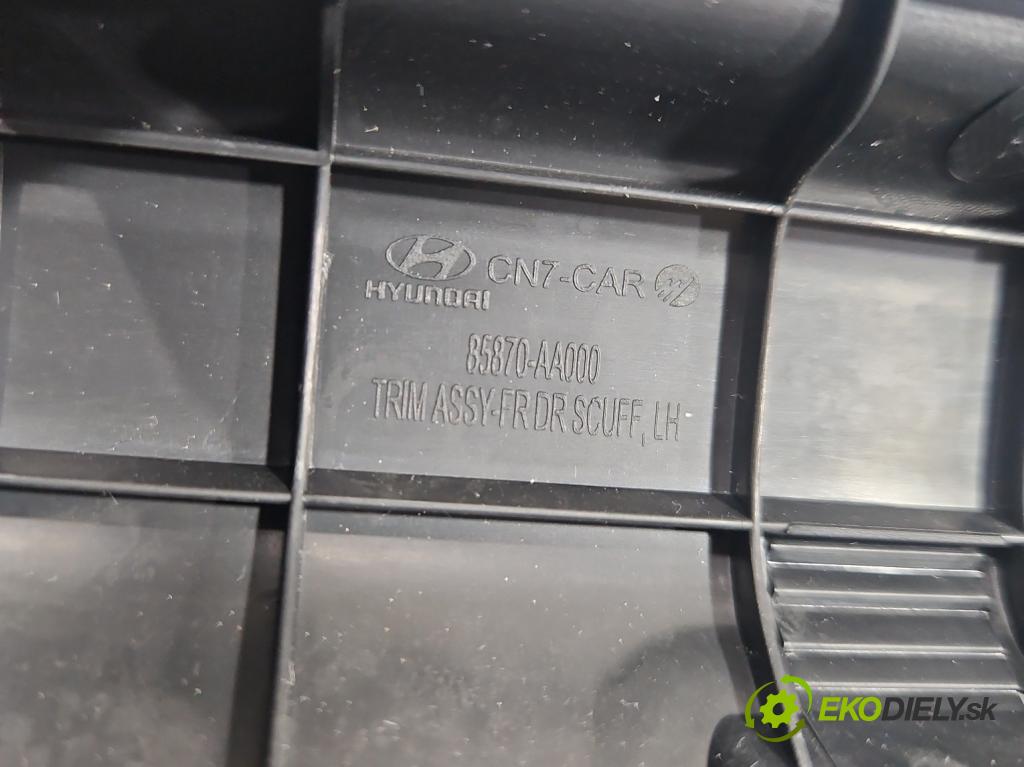 CN7-CAR
HYUNDAI
85870-AA000
TRIM ASSY-FR DR SCUFF, LH
EKODIELY.sk